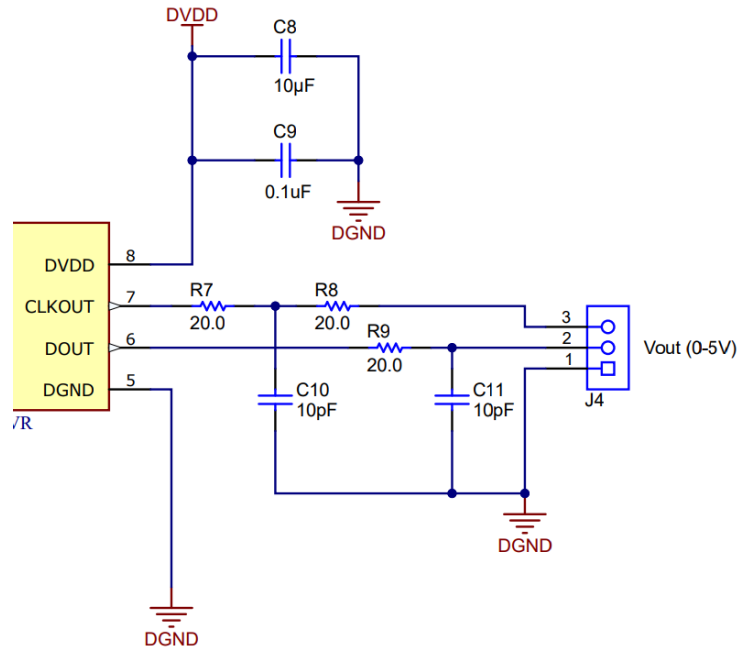 DVDD
C8
10µF
C9
0.1uF
DGND
DVDD
8
CLKOUT
7
R7
20.0
R8
20.0
3
DOUT
6
R9
20.0
2
Vout (0-5V)
DGND
5
1
J4
C10
10pF
C11
10pF
/R
DGND
DGND